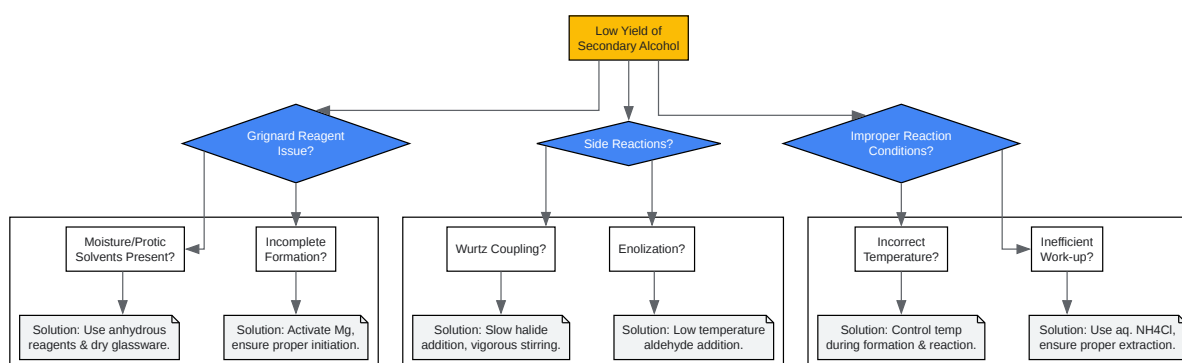 Low Yield of
Secondary Alcohol
Grignard Reagent
Issue?
Side Reactions?
Improper Reaction
Conditions?
Moisture/Protic
Solvents Present?
Incomplete
Formation?
Wurtz Coupling?
Enolization?
Incorrect
Temperature?
Inefficient
Work-up?
Solution: Use anhydrous
reagents & dry glassware.
Solution: Activate Mg,
ensure proper initiation.
Solution: Slow halide
addition, vigorous stirring.
Solution: Low temperature
aldehyde addition.
Solution: Control temp
during formation & reaction.
Solution: Use aq. NH4Cl,
ensure proper extraction.